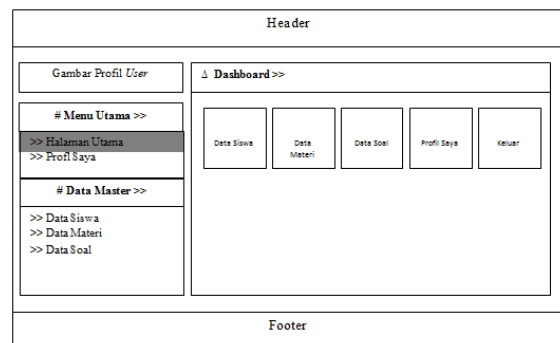 Header
Gambar Profil User
# Menu Utama >>
>> Halaman Utama
>> Profl Saya
# Data Master >>
>> Data Siswa
>> Data Materi
>> Data Soal
Δ Dashboard >>
Data Siswa
Data
Materi
Data Soal
Profil Saya
Keluar
Footer